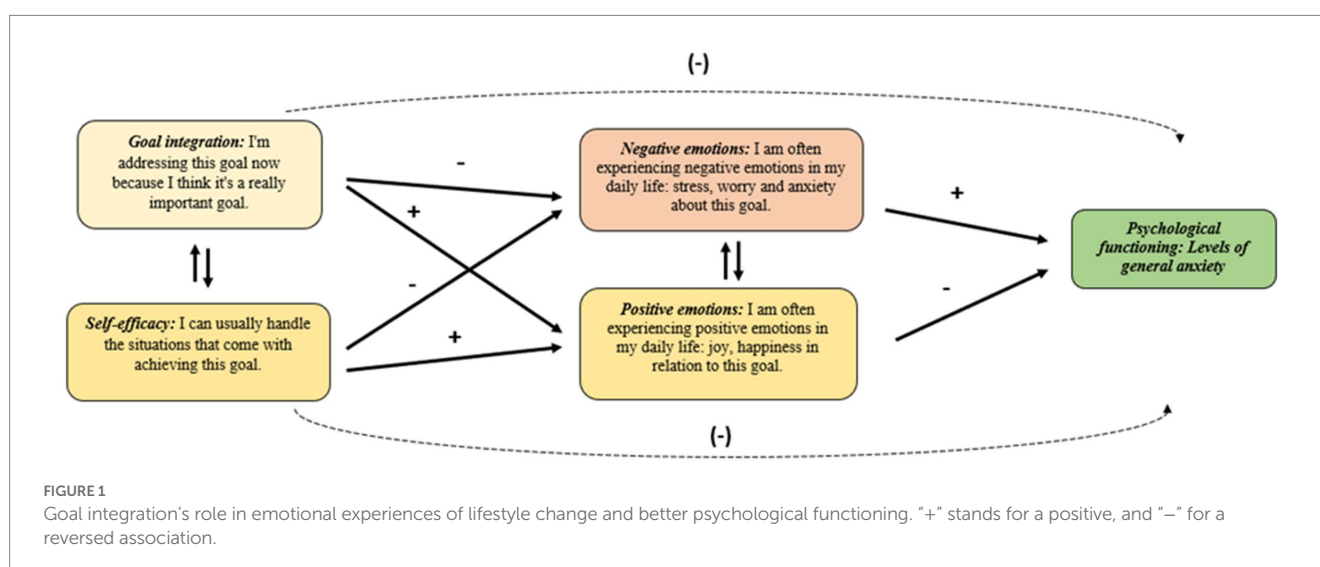 (-)
Goal integration: I'm
addressing this goal now
because I think it's a really
important goal.
-
+
Negative emotions: I am often
experiencing negative emotions in
my daily life: stress, worry and anxiety
about this goal.
+
Psychological
functioning: Levels of
general anxiety
Self-efficacy: I can usually handle
the situations that come with
achieving this goal.
-
+
Positive emotions: I am often
experiencing positive emotions in
my daily life: joy, happiness in
relation to this goal.
-
(-)
FIGURE 1
Goal integration’s role in emotional experiences of lifestyle change and better psychological functioning. “+” stands for a positive, and “–” for a
reversed association.